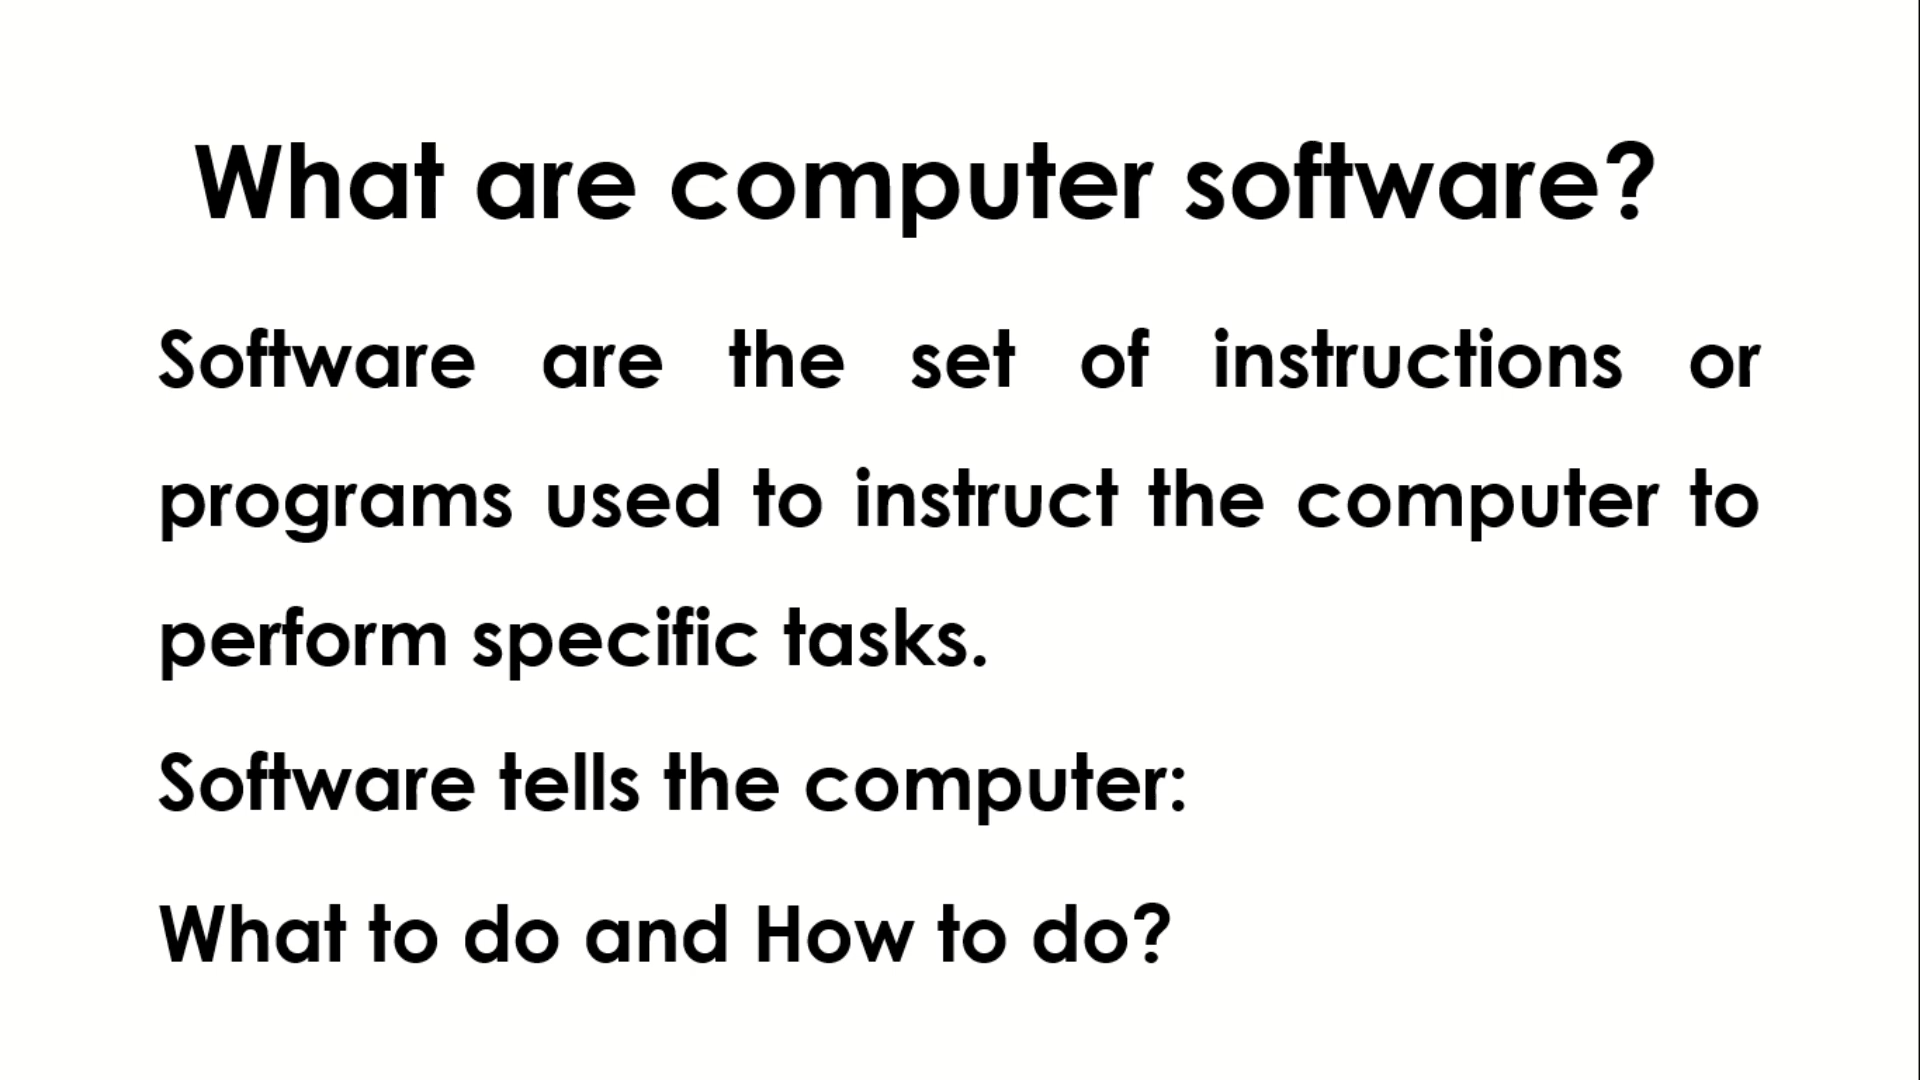 What are computer software?
Software are the set of instructions or
programs used to instruct the computer to
perform specific tasks.
Software tells the computer:
What to do and How to do?